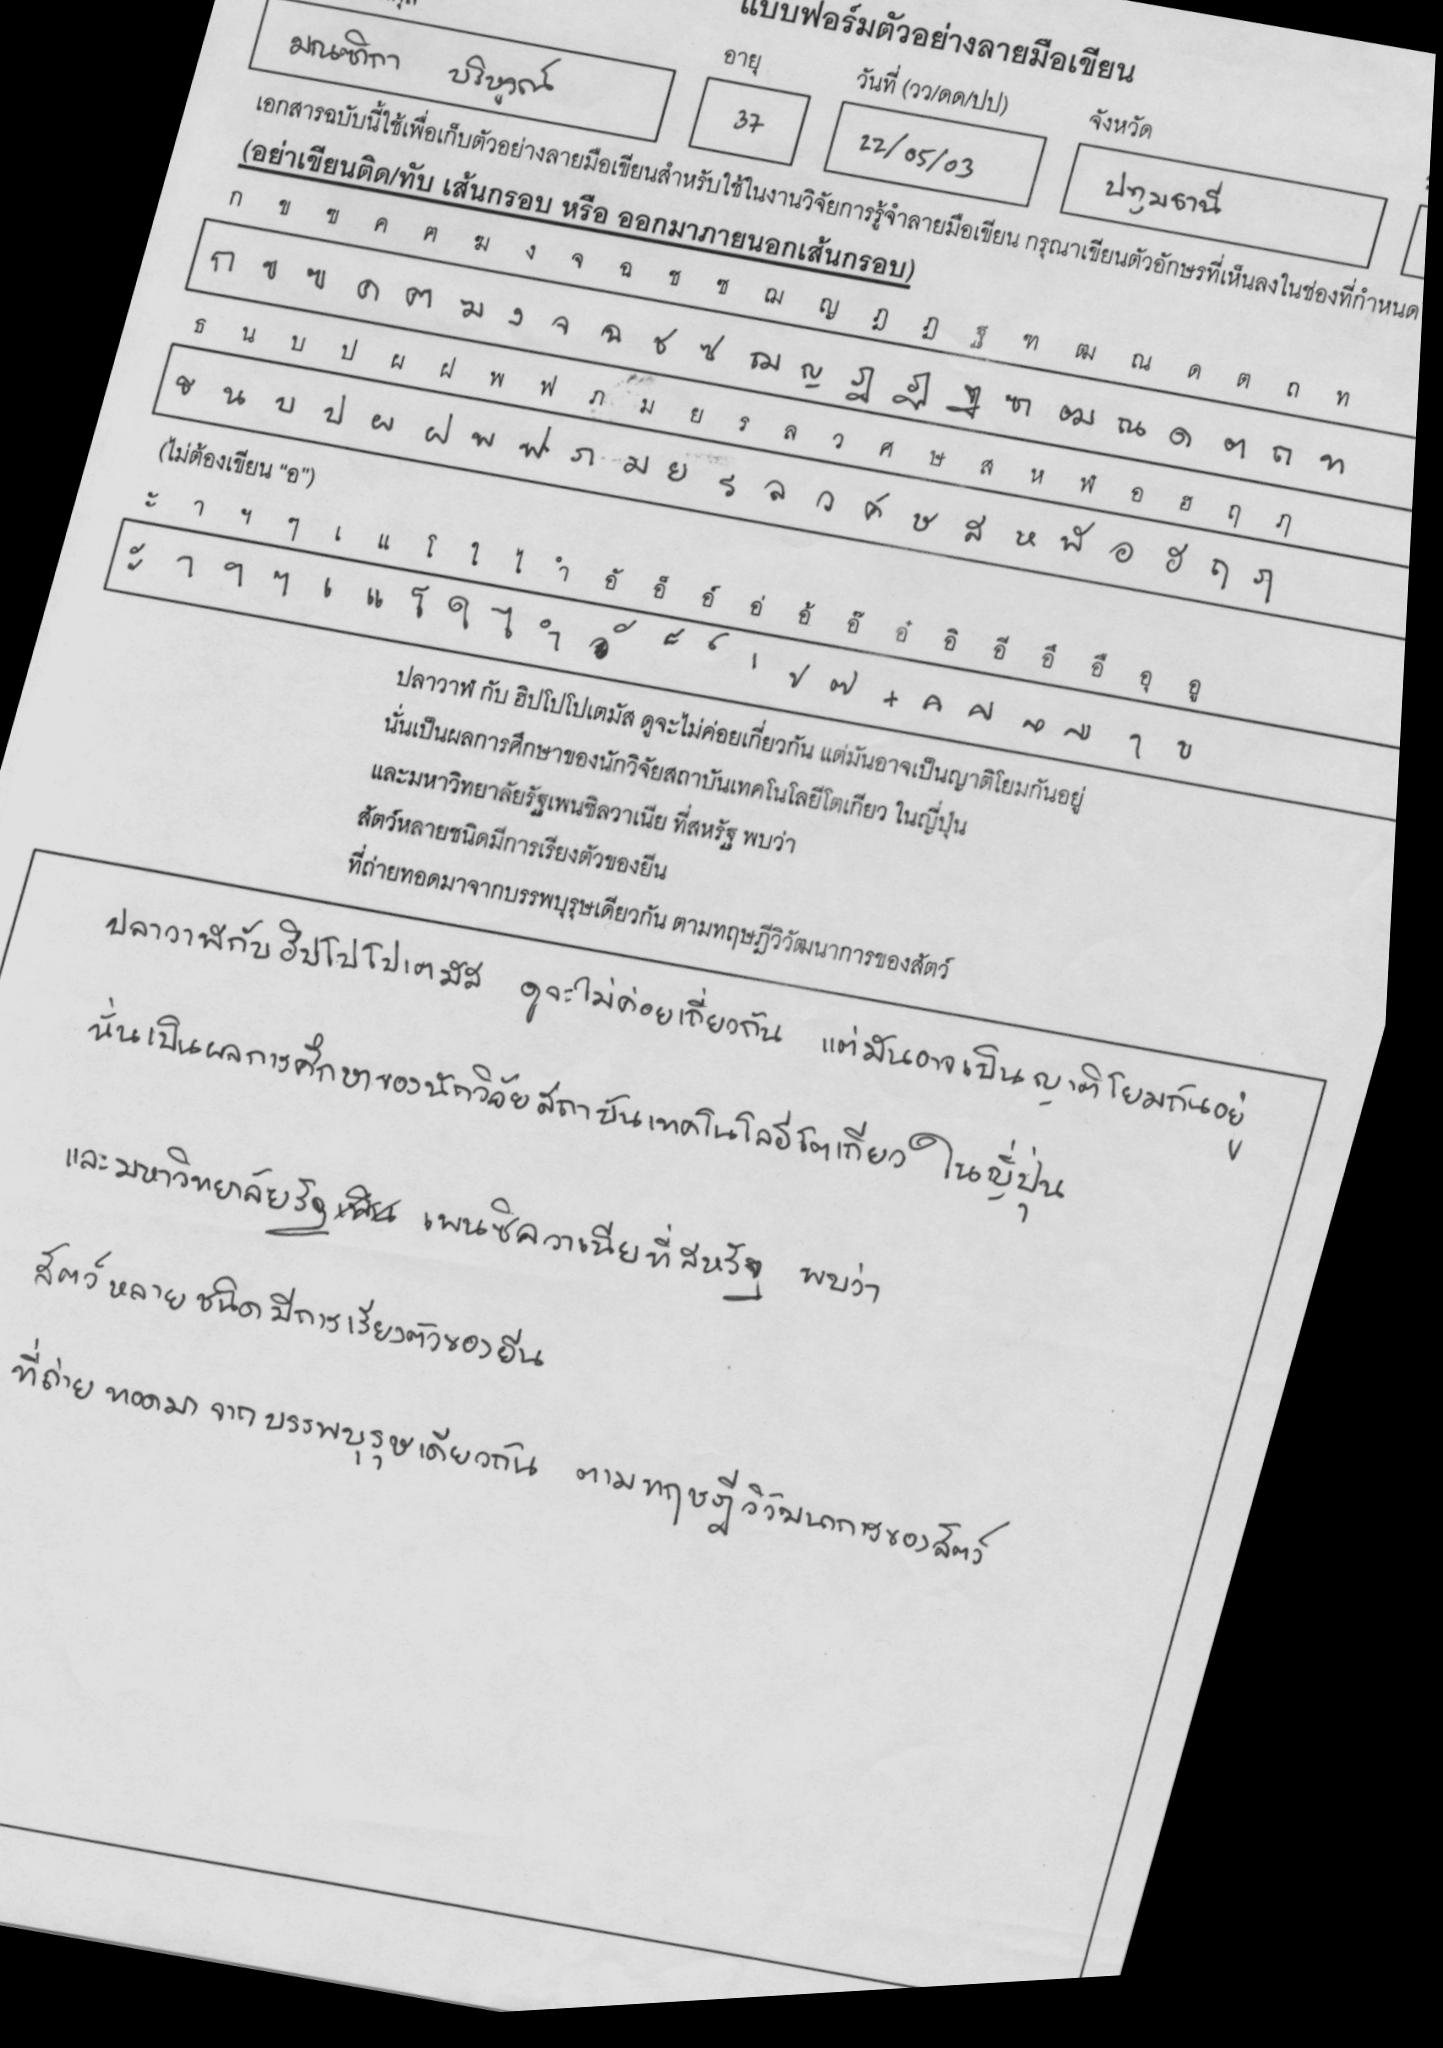 แบบฟอร์มตัวอย่างลายมือเขียน
อายุ วันที่ (วว/ดด/ปป) จังหวัด
มณฑิกา 37 22/05/03 ปทุมธานี
เอกสารฉบับนี้ใช้เพื่อเก็บตัวอย่างลายมือเขียนสำหรับใช้ในงานวิจัยการรู้จำลายมือเขียน กรุณาเขียนตัวอักษรที่เห็นลงในช่องที่กำหนด
(อย่าเขียนติด/ทับ เส้นกรอบ หรือ ออกมาภายนอกเส้นกรอบ)
ก ข ฃ ค ฅ ฆ ง จ ฉ ช ซ ฌ ญ ฎ ฏ ฐ ฑ ฒ ณ ด ต ถ ท
ก ข ฃ ค ฅ ฆ ง จ ฉ ช ซ ฌ ญ ฎ ฏ ฐ ฑ ฒ ณ ด ต ถ ท
ธ น บ ป ผ ฝ พ ฟ ภ ม ย ร ล ว ศ ษ ส ห ฬ อ ฮ ฤ ฦ
ธ น บ ป ผ ฝ พ ฟ ภ ม ย ร ล ว ศ ษ ส ห ฬ อ ฮ ฤ ฦ
(ไม่ต้องเขียน "อ")
ะ า ฯ ๆ เ แ โ ใ ไ ำ อั อ็ อ์ อ่ อ้ อ๊ อ๋ อิ อี อึ อื อุ อู
ะ า ฯ ๆ เ แ โ ใ ไ ำ ั ็ ์ ่ ้ ๊ ๋ ิ ี ึ ื ุ ู
ปลาวาฬ กับ ฮิปโปโปเตมัส ดูจะไม่ค่อยเกี่ยวกัน แต่มันอาจเป็นญาติโยมกันอยู่
นั่นเป็นผลการศึกษาของนักวิจัยสถาบันเทคโนโลยีโตเกียว ในญี่ปุ่น
และมหาวิทยาลัยรัฐเพนซิลวาเนีย ที่สหรัฐ พบว่า
สัตว์หลายชนิดมีการเรียงตัวของยีน
ที่ถ่ายทอดมาจากบรรพบุรุษเดียวกัน ตามทฤษฎีวิวัฒนาการของสัตว์
ปลาวาฬกับฮิปโปโปเตมัส ดูจะไม่ค่อยเกี่ยวกัน แต่มันอาจเป็นญาติโยมกันอยู่
นั่นเป็นผลการศึกษาของนักวิจัยสถาบันเทคโนโลยีโตเกียว ในญี่ปุ่น
และมหาวิทยาลัยรัฐ เพนซิลวาเนียที่สหรัฐ พบว่า
สัตว์หลายชนิดมีการเรียงตัวของยีน
ที่ถ่ายทอดมาจากบรรพบุรุษเดียวกัน ตามทฤษฎีวิวัฒนาการของสัตว์